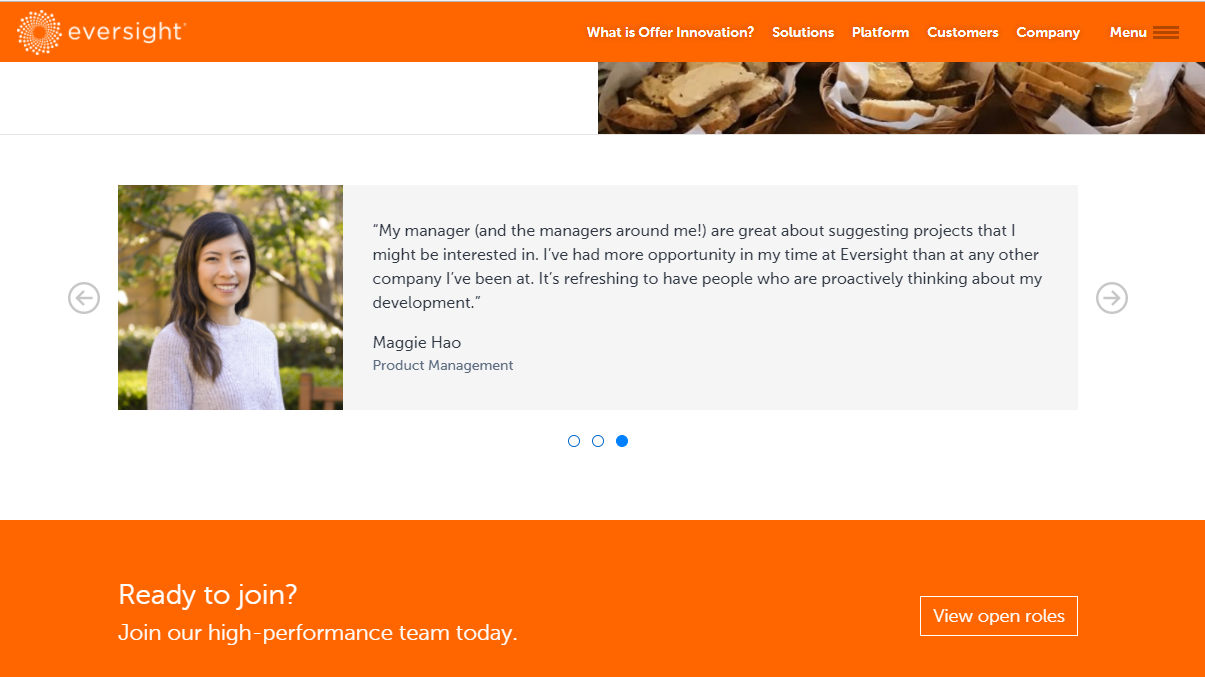 eversight
What is Offer Innovation? Solutions Platform Customers Company Menu
“My manager (and the managers around me!) are great about suggesting projects that I
might be interested in. I’ve had more opportunity in my time at Eversight than at any other
company I’ve been at. It’s refreshing to have people who are proactively thinking about my
development.”
Maggie Hao
Product Management
Ready to join?
Join our high-performance team today.
View open roles